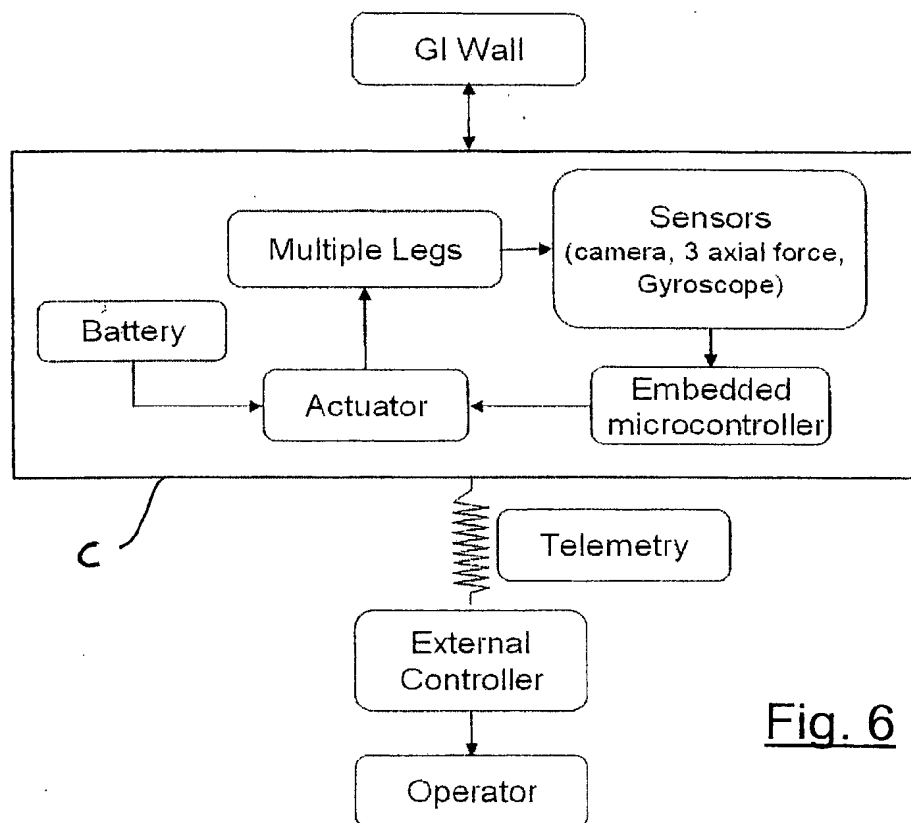 GI Wall
Sensors
(camera, 3 axial force,
Gyroscope)
Multiple Legs
Battery
Actuator
Embedded
microcontroller
C
Telemetry
External
Controller
Operator
Fig. 6